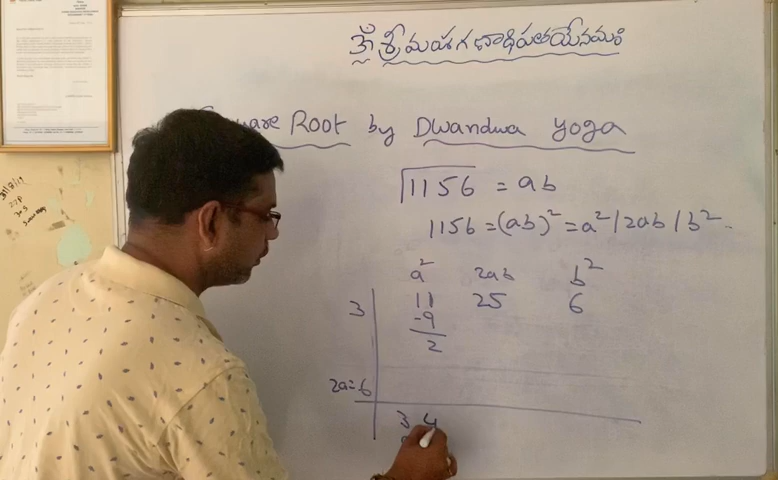 ఓం శ్రీమహాగణాధిపతయేనమః
Square Root by Dwandwa yoga
√1156 = ab
1156 = (ab)² = a² / 2ab / b²
a² 2ab b²
3 11 25 6
-9
2
2a=6
3 4